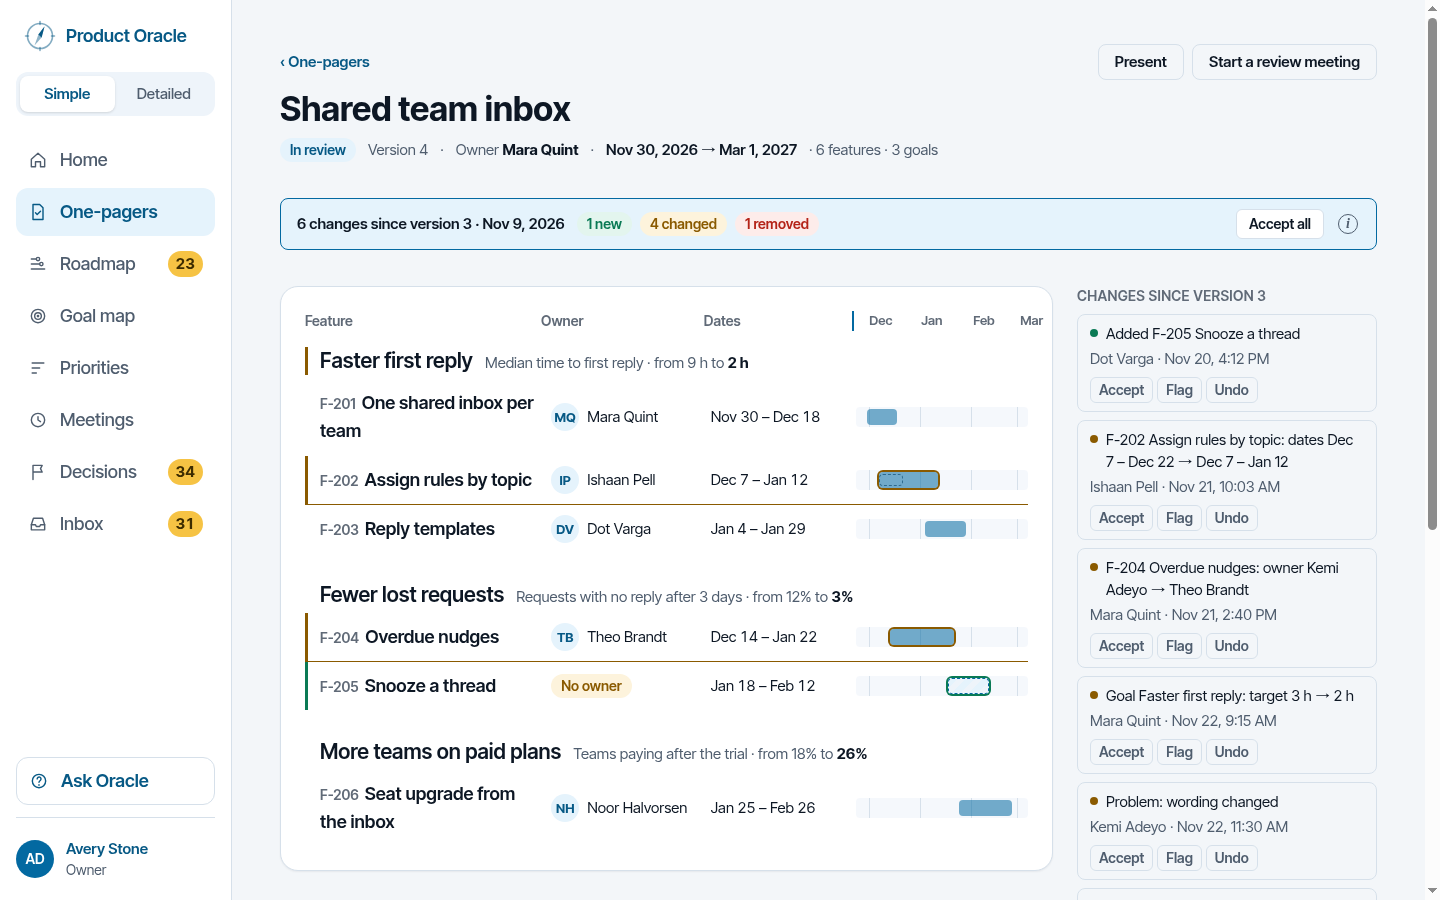 Product Oracle
Simple
Detailed
Home
One-pagers
Roadmap 23
Goal map
Priorities
Meetings
Decisions 34
Inbox 31
Ask Oracle
AD
Avery Stone
Owner
‹ One-pagers
Present
Start a review meeting
Shared team inbox
In review Version 4 · Owner Mara Quint · Nov 30, 2026 → Mar 1, 2027 · 6 features · 3 goals
6 changes since version 3 · Nov 9, 2026 1 new 4 changed 1 removed
Accept all
i
Feature Owner Dates Dec Jan Feb Mar
Faster first reply Median time to first reply · from 9 h to 2 h
F-201 One shared inbox per
team
MQ Mara Quint Nov 30 – Dec 18
F-202 Assign rules by topic IP Ishaan Pell Dec 7 – Jan 12
F-203 Reply templates DV Dot Varga Jan 4 – Jan 29
Fewer lost requests Requests with no reply after 3 days · from 12% to 3%
F-204 Overdue nudges TB Theo Brandt Dec 14 – Jan 22
F-205 Snooze a thread No owner Jan 18 – Feb 12
More teams on paid plans Teams paying after the trial · from 18% to 26%
F-206 Seat upgrade from
the inbox
NH Noor Halvorsen Jan 25 – Feb 26
CHANGES SINCE VERSION 3
Added F-205 Snooze a thread
Dot Varga · Nov 20, 4:12 PM
Accept Flag Undo
F-202 Assign rules by topic: dates Dec
7 – Dec 22 → Dec 7 – Jan 12
Ishaan Pell · Nov 21, 10:03 AM
Accept Flag Undo
F-204 Overdue nudges: owner Kemi
Adeyo → Theo Brandt
Mara Quint · Nov 21, 2:40 PM
Accept Flag Undo
Goal Faster first reply: target 3 h → 2 h
Mara Quint · Nov 22, 9:15 AM
Accept Flag Undo
Problem: wording changed
Kemi Adeyo · Nov 22, 11:30 AM
Accept Flag Undo